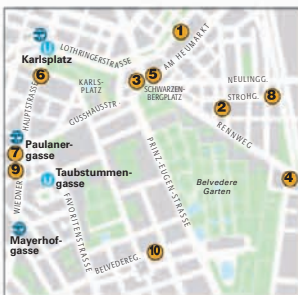 1
AM HEUMARKT
LOTHRINGERSTRASSE
U
Karlsplatz
6
KARLS-
PLATZ
3
5
SCHWARZEN-
BERGPLATZ
NEULINGG.
STROHG.
8
2
HAUPTSTRASSE
GUSSHAUSSTR.
RENNWEG
7
Paulaner-
gasse
9
U
Taubstummen-
gasse
WIEDNER
FAVORITENSTRASSE
PRINZ-EUGEN-STRASSE
Belvedere
Garten
4
Mayerhof-
gasse
BELVEDEREG.
10